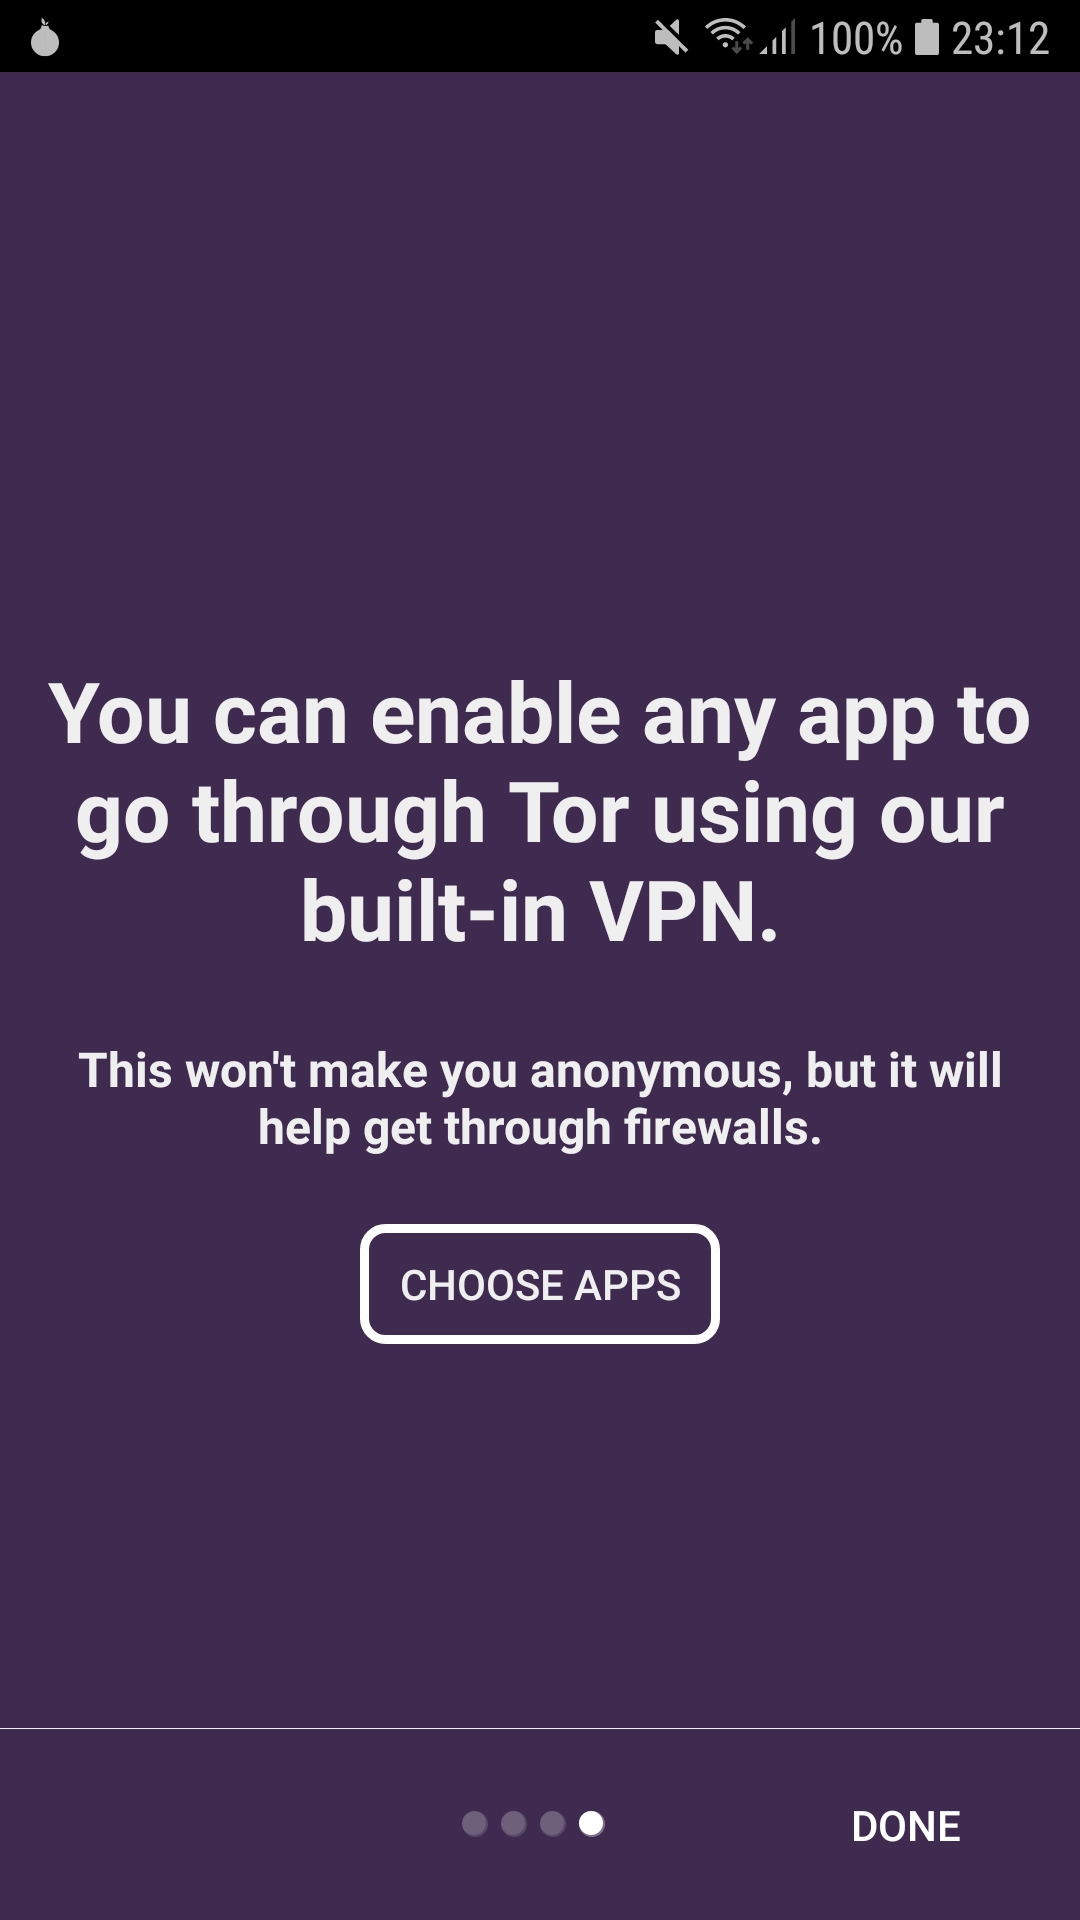 100% 23:12
You can enable any app to
go through Tor using our
built-in VPN.
This won't make you anonymous, but it will
help get through firewalls.
CHOOSE APPS
DONE